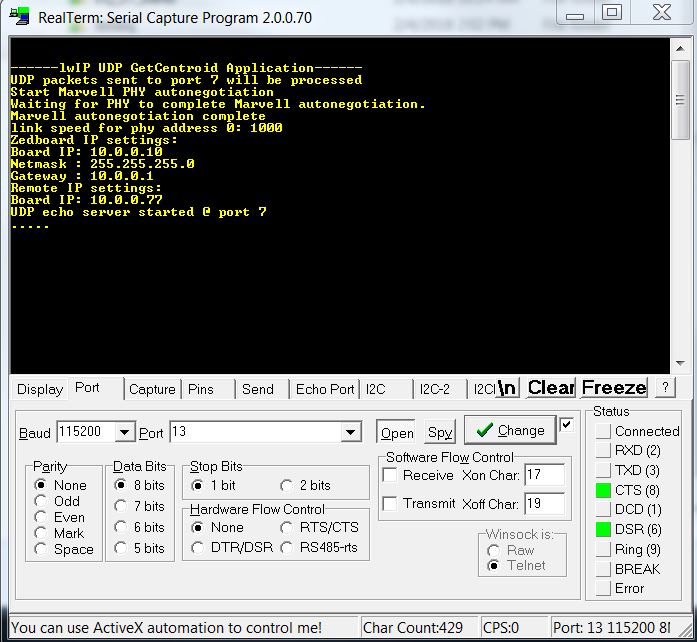 RealTerm: Serial Capture Program 2.0.0.70
------lwIP UDP GetCentroid Application------
UDP packets sent to port 7 will be processed
Start Marvell PHY autonegotiation
Waiting for PHY to complete Marvell autonegotiation.
Marvell autonegotiation complete
link speed for phy address 0: 1000
Zedboard IP settings:
Board IP: 10.0.0.10
Netmask : 255.255.255.0
Gateway : 10.0.0.1
Remote IP settings:
Board IP: 10.0.0.77
UDP echo server started @ port 7
.....
Display Port Capture Pins Send Echo Port I2C I2C-2 I2CI \n Clear Freeze ?
Baud 115200 Port 13 Open Spy Change
Parity
None
Odd
Even
Mark
Space
Data Bits
8 bits
7 bits
6 bits
5 bits
Stop Bits
1 bit 2 bits
Hardware Flow Control
None RTS/CTS
DTR/DSR RS485-rts
Software Flow Control
Receive Xon Char: 17
Transmit Xoff Char: 19
Winsock is:
Raw
Telnet
Status
Connected
RXD (2)
TXD (3)
CTS (8)
DCD (1)
DSR (6)
Ring (9)
BREAK
Error
You can use ActiveX automation to control me! Char Count:429 CPS:0 Port: 13 115200 8